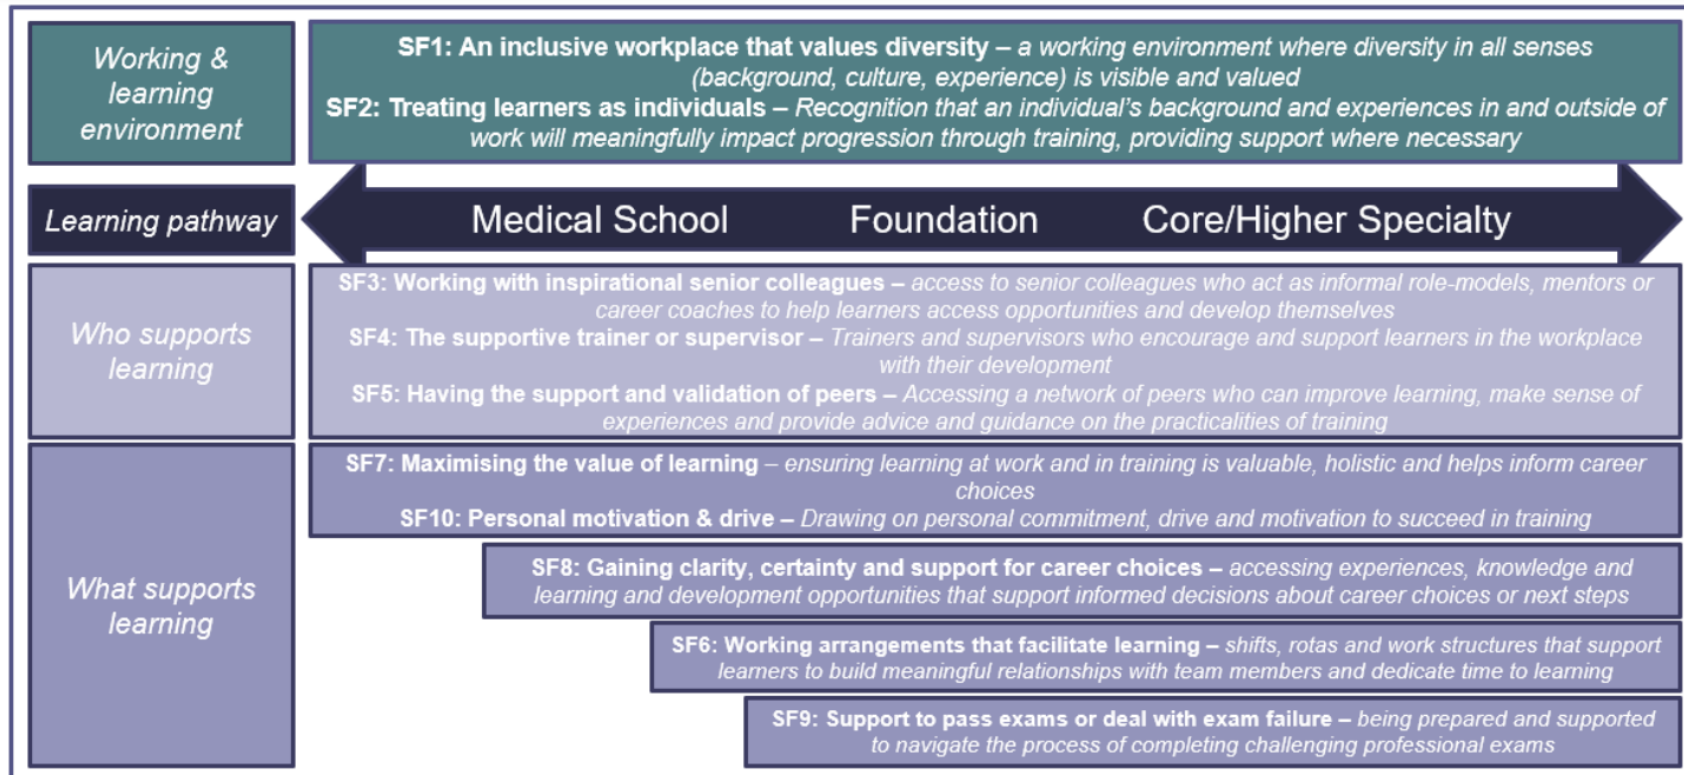 Working &
learning
environment
SF1: An inclusive workplace that values diversity – a working environment where diversity in all senses
(background, culture, experience) is visible and valued
SF2: Treating learners as individuals – Recognition that an individual's background and experiences in and outside of
work will meaningfully impact progression through training, providing support where necessary
Learning pathway
Medical School Foundation Core/Higher Specialty
Who supports
learning
SF3: Working with inspirational senior colleagues – access to senior colleagues who act as informal role-models, mentors or
career coaches to help learners access opportunities and develop themselves
SF4: The supportive trainer or supervisor – Trainers and supervisors who encourage and support learners in the workplace
with their development
SF5: Having the support and validation of peers – Accessing a network of peers who can improve learning, make sense of
experiences and provide advice and guidance on the practicalities of training
What supports
learning
SF7: Maximising the value of learning – ensuring learning at work and in training is valuable, holistic and helps inform career
choices
SF10: Personal motivation & drive – Drawing on personal commitment, drive and motivation to succeed in training
SF8: Gaining clarity, certainty and support for career choices – accessing experiences, knowledge and
learning and development opportunities that support informed decisions about career choices or next steps
SF6: Working arrangements that facilitate learning – shifts, rotas and work structures that support
learners to build meaningful relationships with team members and dedicate time to learning
SF9: Support to pass exams or deal with exam failure – being prepared and supported
to navigate the process of completing challenging professional exams